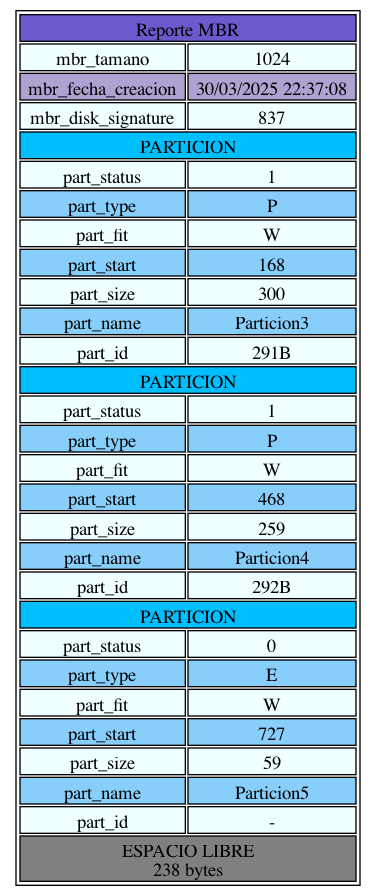 Reporte MBR
mbr_tamano 1024
mbr_fecha_creacion 30/03/2025 22:37:08
mbr_disk_signature 837
PARTICION
part_status 1
part_type P
part_fit W
part_start 168
part_size 300
part_name Particion3
part_id 291B
PARTICION
part_status 1
part_type P
part_fit W
part_start 468
part_size 259
part_name Particion4
part_id 292B
PARTICION
part_status 0
part_type E
part_fit W
part_start 727
part_size 59
part_name Particion5
part_id -
ESPACIO LIBRE
238 bytes